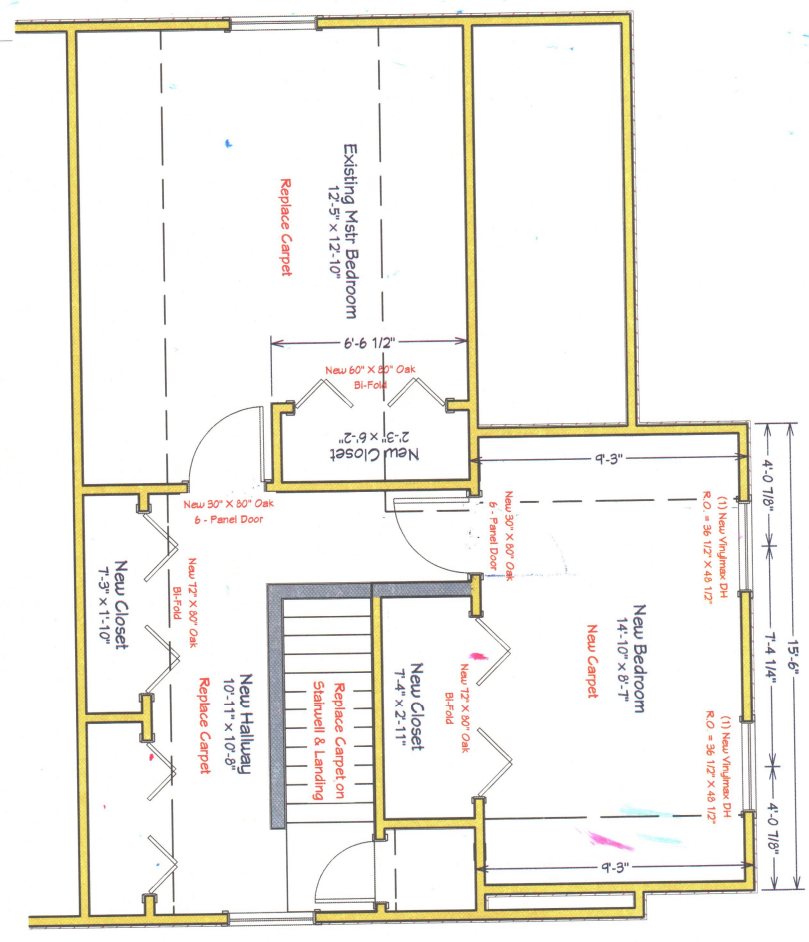 Existing Mstr Bedroom
12'-5" x 12'-10"
Replace Carpet
6'-6 1/2"
New 60" X 80" Oak
Bi-Fold
New Closet
2'-3" x 6'-2"
New 30" X 80" Oak
6 - Panel Door
New 30" X 80" Oak
6 - Panel Door
9'-3"
4'-0 7/8"
(1) New Vinylmax DH
R.O. = 36 1/2" X 48 1/2"
7'-4 1/4"
15'-6"
New Bedroom
14'-10" x 8'-7"
New Carpet
New Closet
7'-3" x 1'-10"
New 72" X 80" Oak
Bi-Fold
New Hallway
10'-11" x 10'-8"
Replace Carpet
Replace Carpet on
Stairwell & Landing
New Closet
7'-4" x 2'-11"
New 72" X 80" Oak
Bi-Fold
(1) New Vinylmax DH
R.O. = 36 1/2" X 48 1/2"
4'-0 7/8"
9'-3"